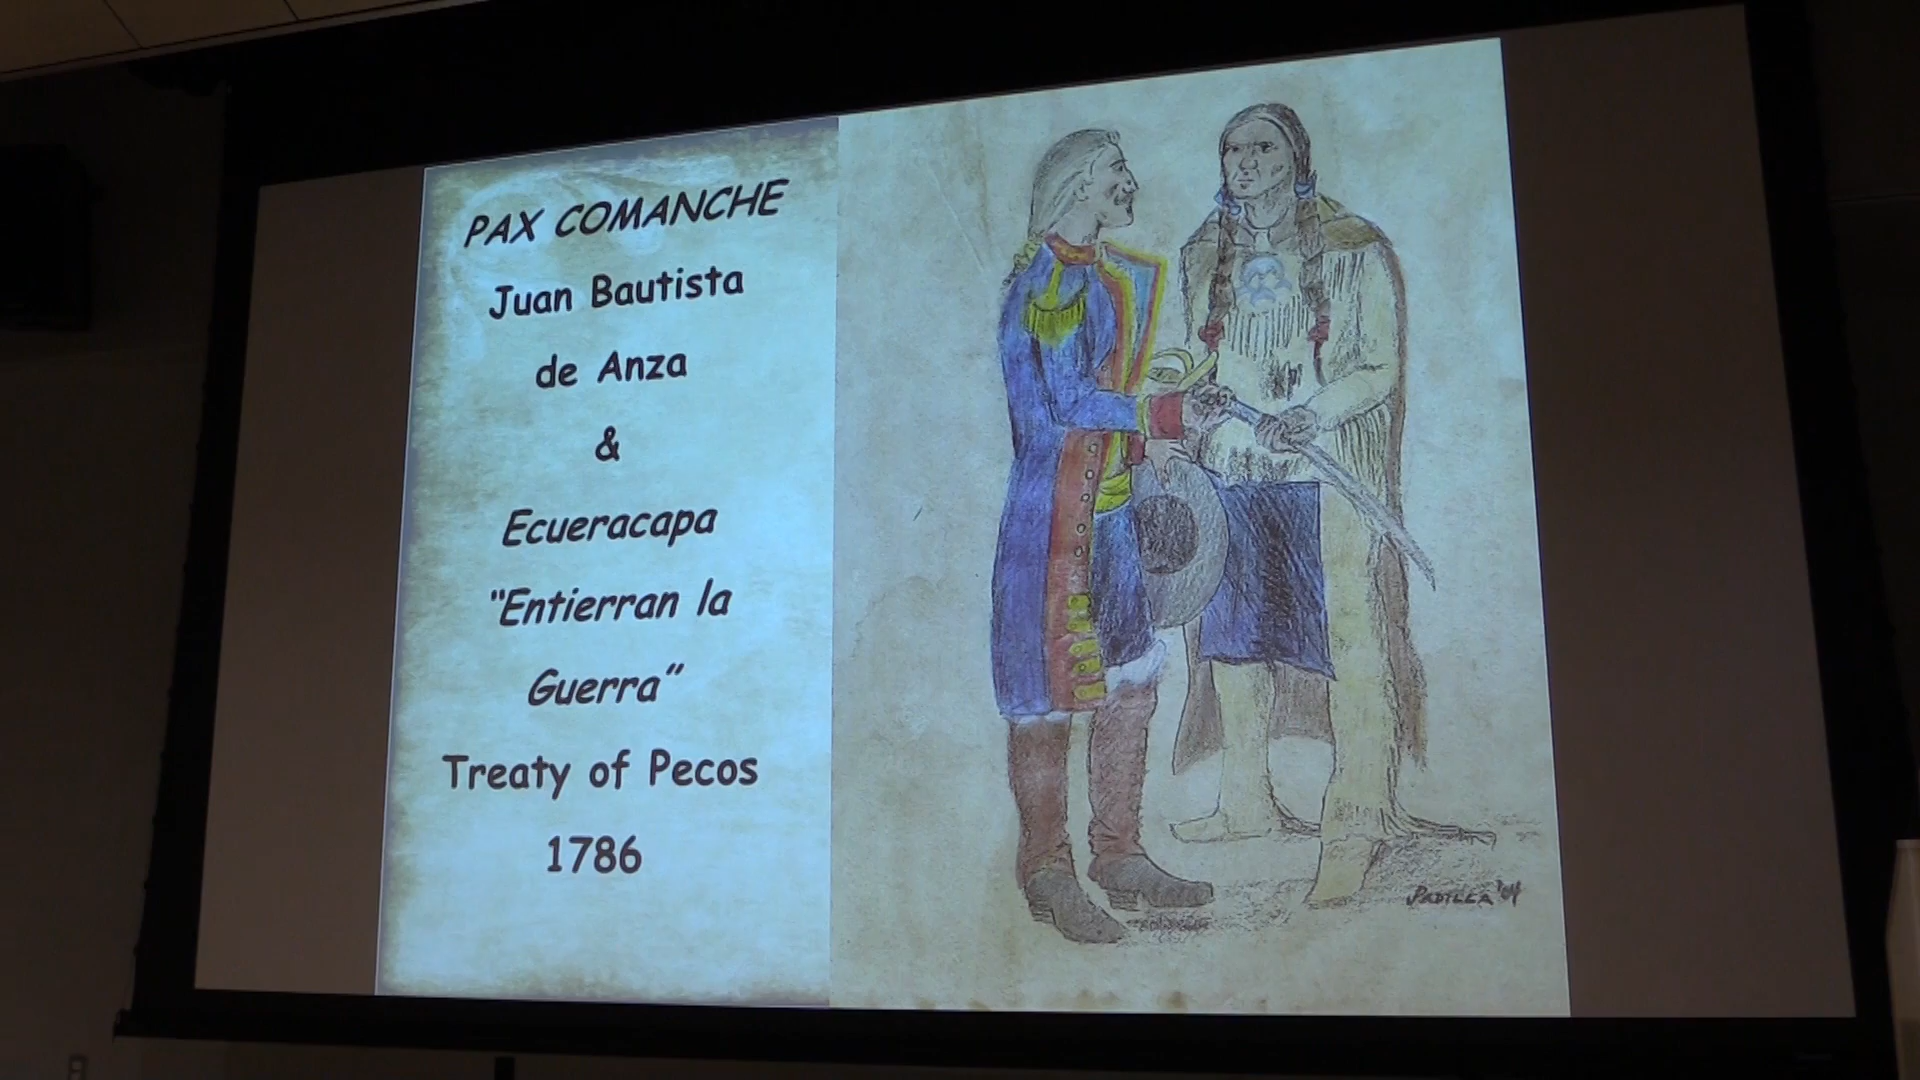 PAX COMANCHE
Juan Bautista
de Anza
&
Ecueracapa
"Entierran la
Guerra"
Treaty of Pecos
1786
PADILLA '04